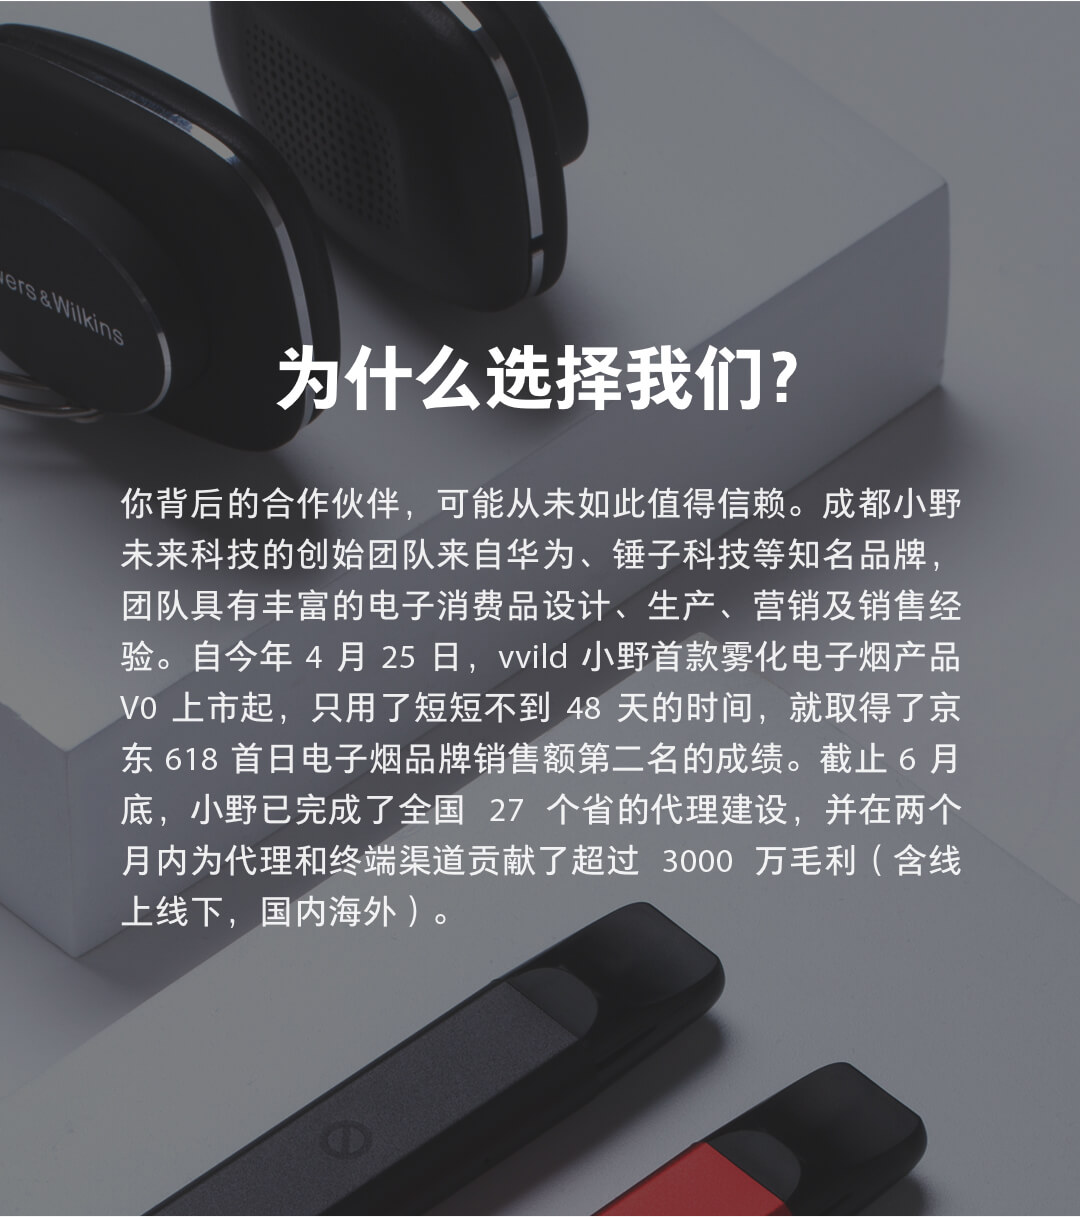 wers&Wilkins
为什么选择我们?
你背后的合作伙伴，可能从未如此值得信赖。成都小野
未来科技的创始团队来自华为、锤子科技等知名品牌，
团队具有丰富的电子消费品设计、生产、营销及销售经
验。自今年 4 月 25 日，vvild 小野首款雾化电子烟产品
V0 上市起，只用了短短不到 48 天的时间，就取得了京
东 618 首日电子烟品牌销售额第二名的成绩。截止 6 月
底，小野已完成了全国 27 个省的代理建设，并在两个
月内为代理和终端渠道贡献了超过 3000 万毛利（含线
上线下，国内海外）。